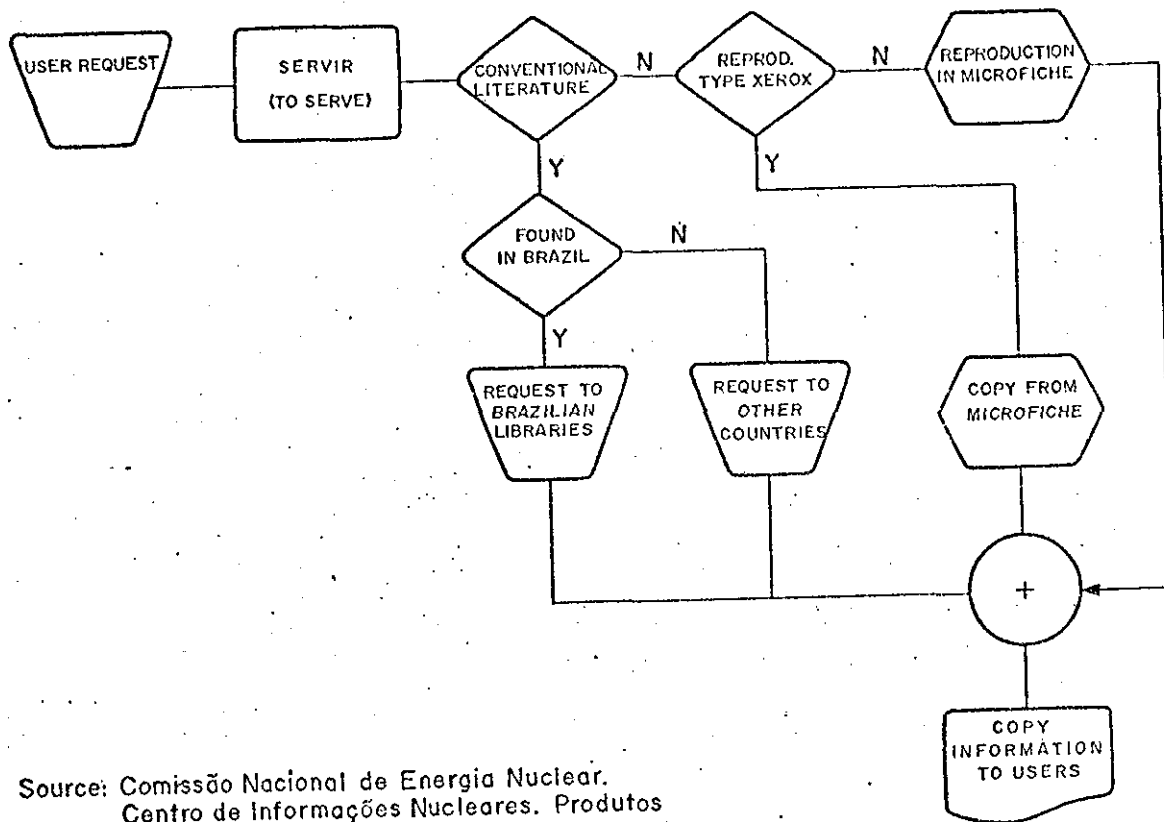 USER REQUEST
SERVIR
(TO SERVE)
CONVENTIONAL
LITERATURE
N
REPROD.
TYPE XEROX
N
REPRODUCTION
IN MICROFICHE
Y
Y
FOUND
IN BRAZIL
N
Y
REQUEST TO
BRAZILIAN
LIBRARIES
REQUEST TO
OTHER
COUNTRIES
COPY FROM
MICROFICHE
+
COPY
INFORMATION
TO USERS
Source: Comissão Nacional de Energia Nuclear.
Centro de Informações Nucleares. Produtos